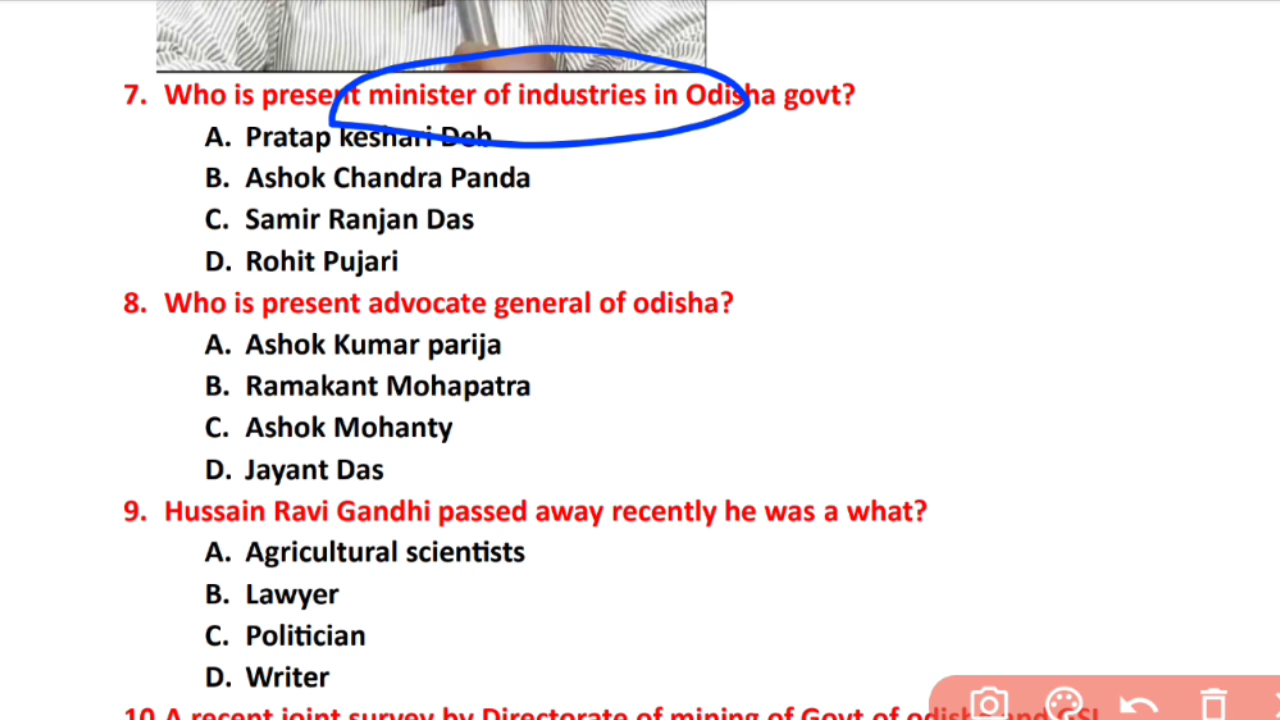 7. Who is present minister of industries in Odisha govt?
A. Pratap keshari Deb
B. Ashok Chandra Panda
C. Samir Ranjan Das
D. Rohit Pujari
8. Who is present advocate general of odisha?
A. Ashok Kumar parija
B. Ramakant Mohapatra
C. Ashok Mohanty
D. Jayant Das
9. Hussain Ravi Gandhi passed away recently he was a what?
A. Agricultural scientists
B. Lawyer
C. Politician
D. Writer
10 A recent joint survey by Directorate of mining of Govt of odisha and GSI